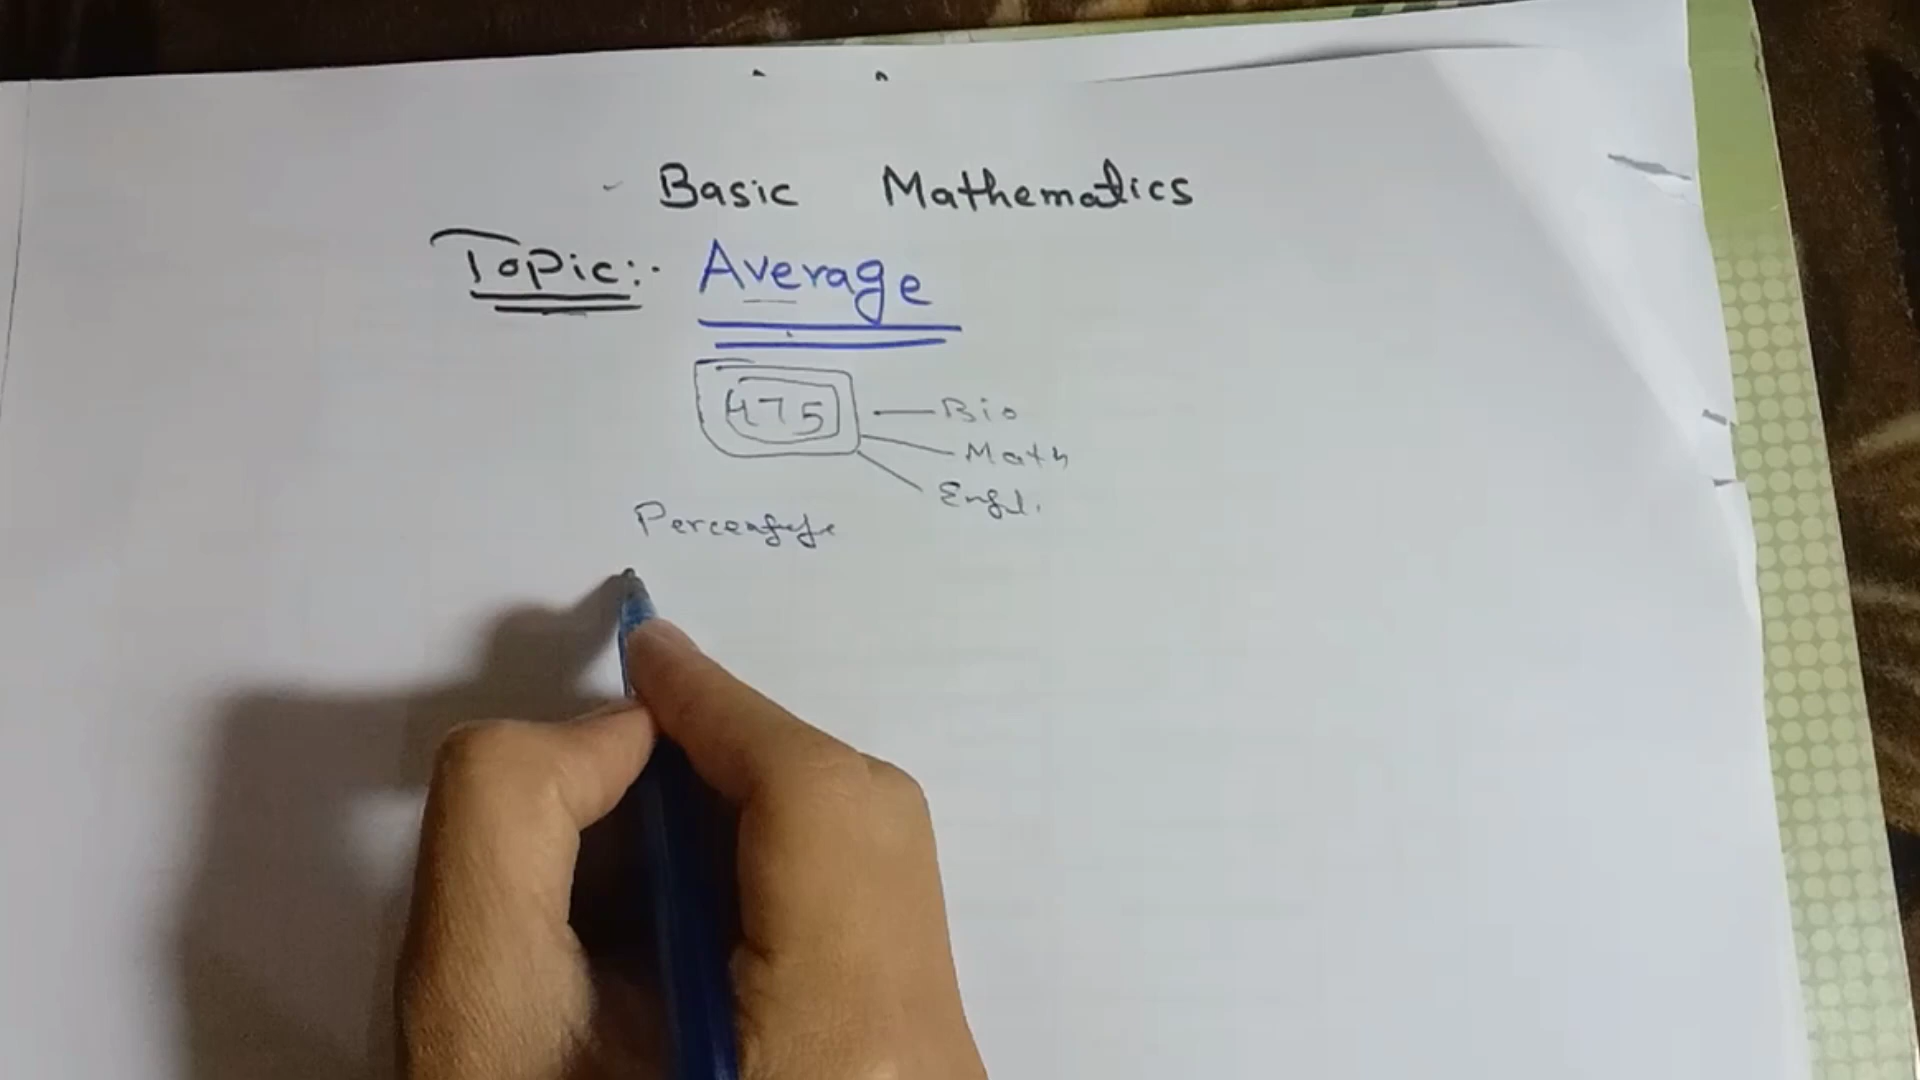 Basic Mathematics
Topic:- Average
475 Bio
Math
Engl.
Percentage